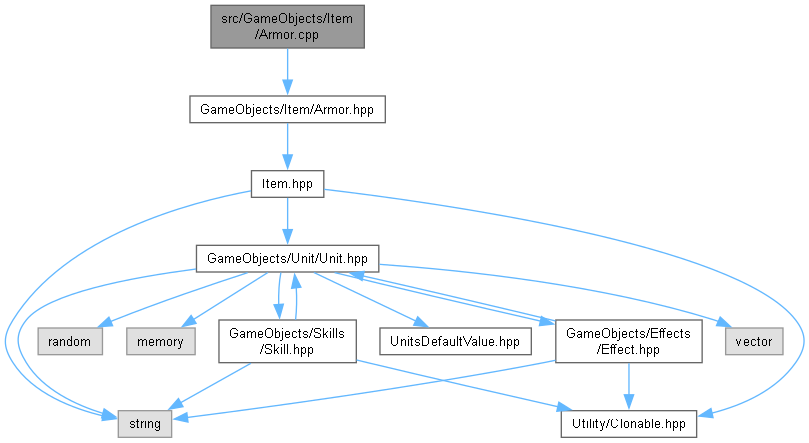 src/GameObjects/Item
/Armor.cpp
GameObjects/Item/Armor.hpp
Item.hpp
GameObjects/Unit/Unit.hpp
random
memory
GameObjects/Skills
/Skill.hpp
UnitsDefaultValue.hpp
GameObjects/Effects
/Effect.hpp
vector
string
Utility/Clonable.hpp